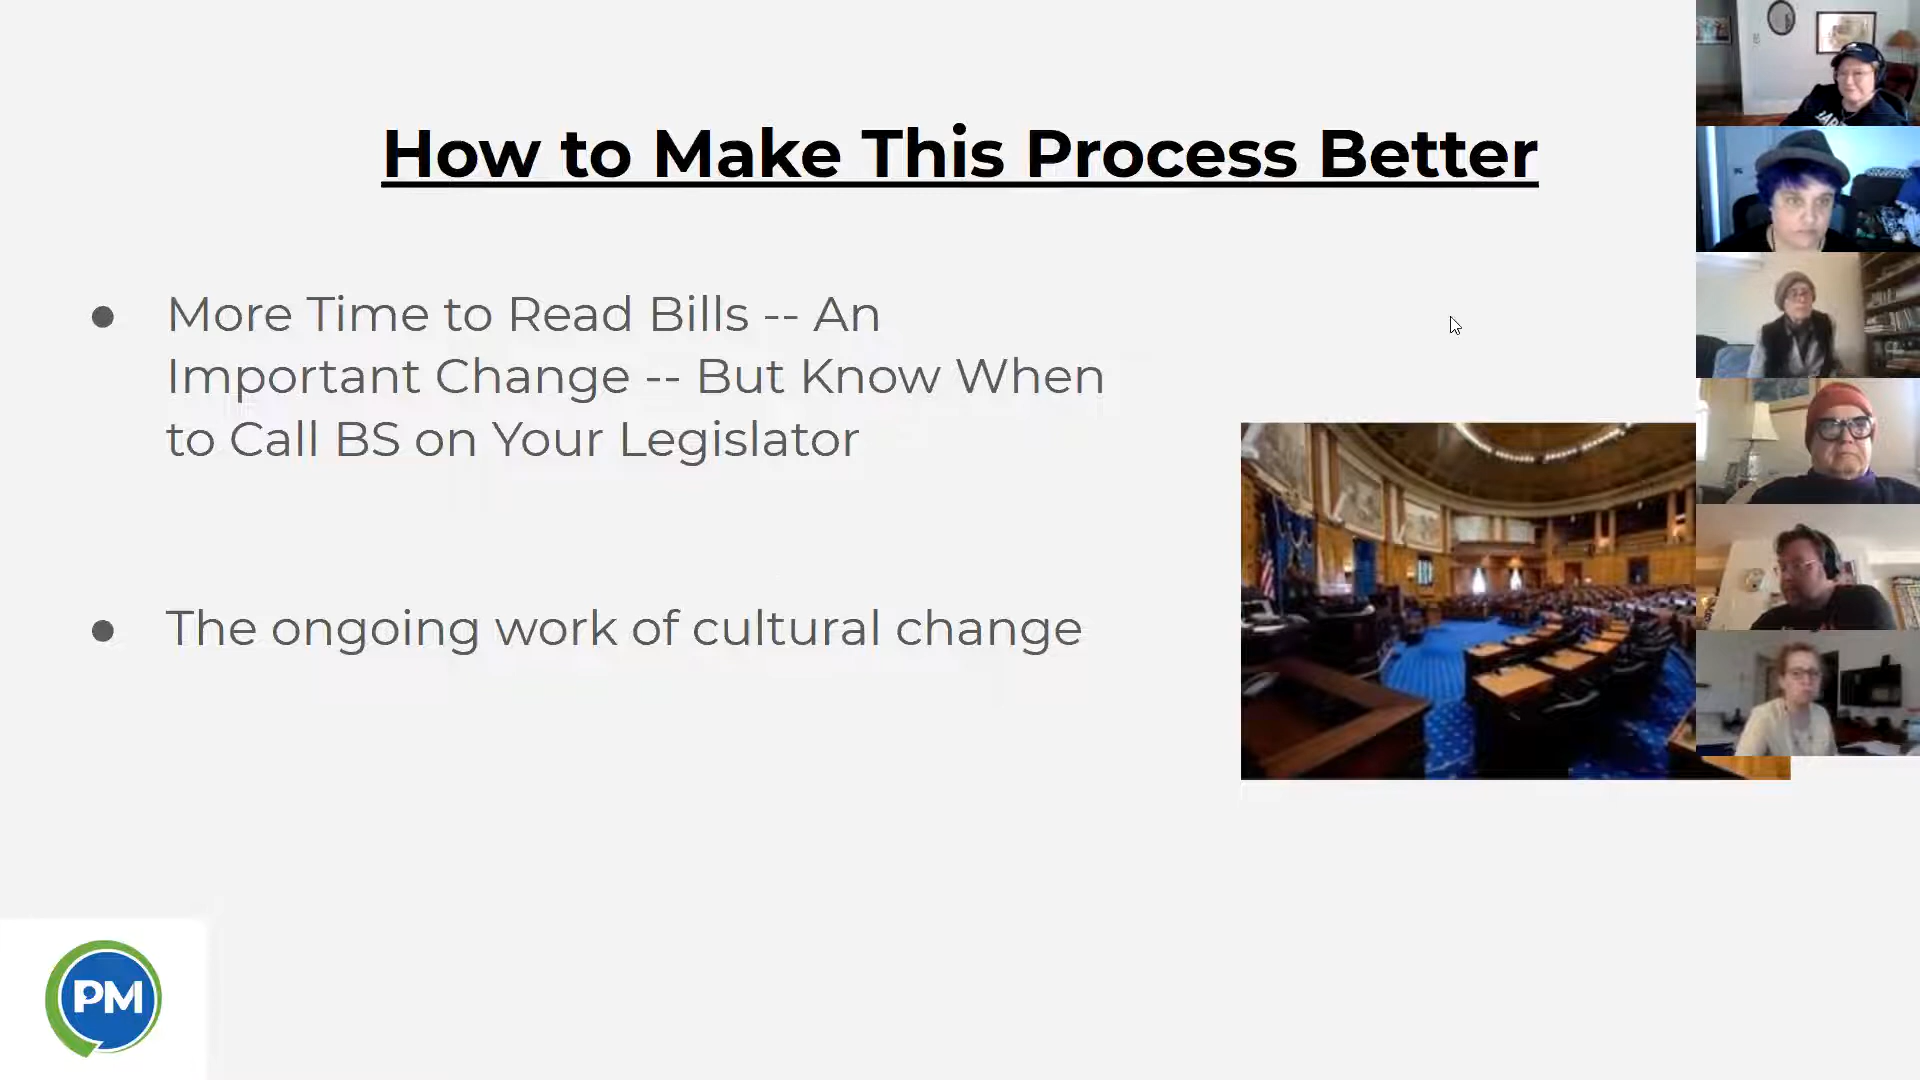 How to Make This Process Better
● More Time to Read Bills -- An
Important Change -- But Know When
to Call BS on Your Legislator
● The ongoing work of cultural change
PM